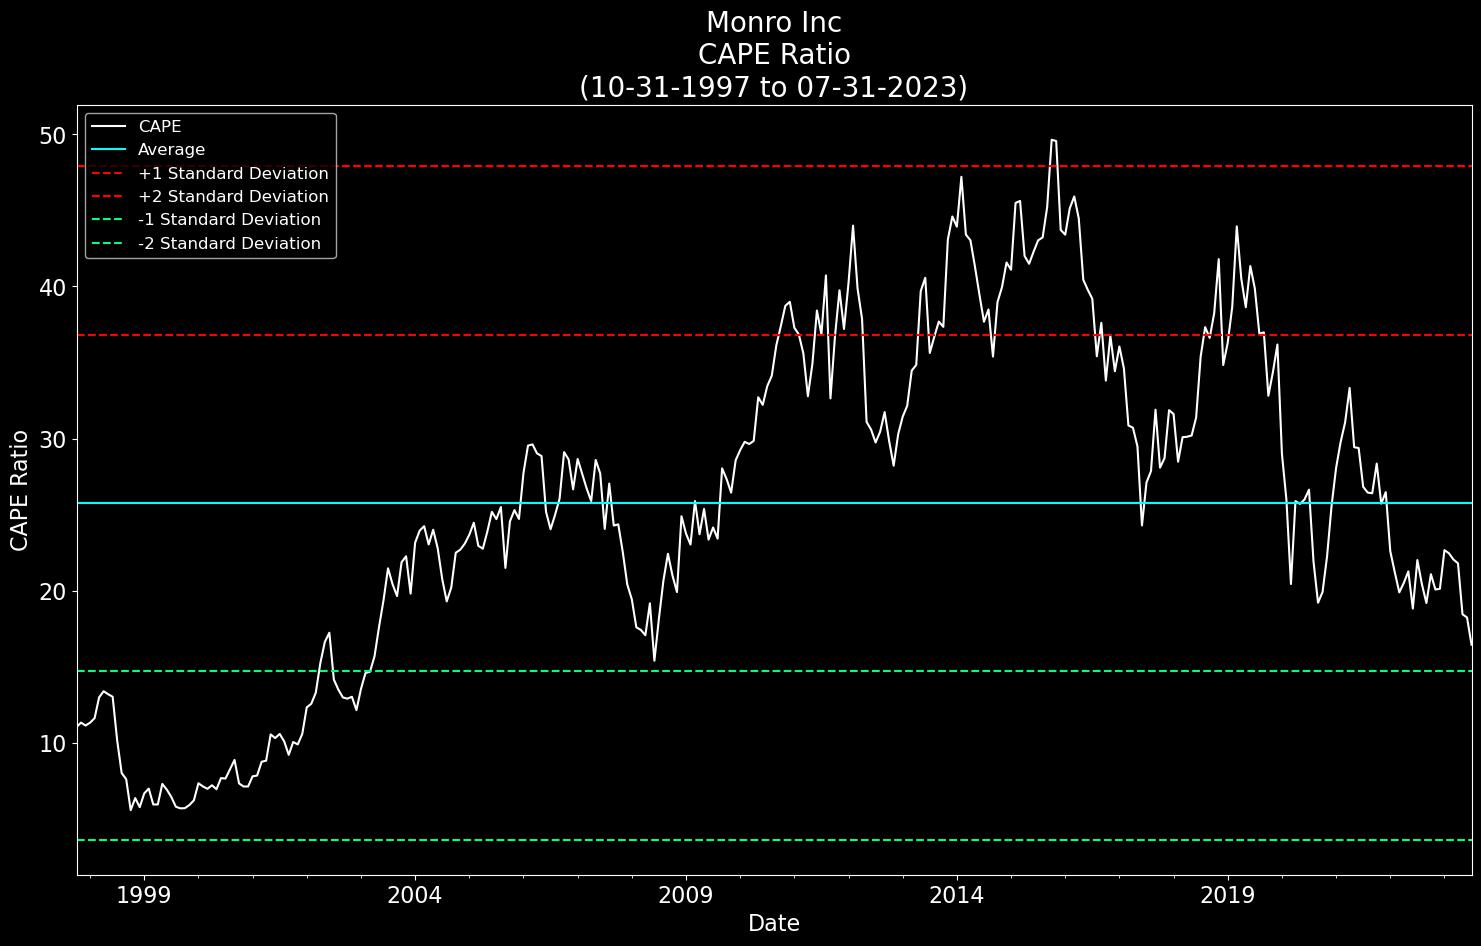 Monro Inc
CAPE Ratio
(10-31-1997 to 07-31-2023)
CAPE
Average
+1 Standard Deviation
+2 Standard Deviation
-1 Standard Deviation
-2 Standard Deviation
50
40
30
20
10
CAPE Ratio
1999 2004 2009 2014 2019
Date